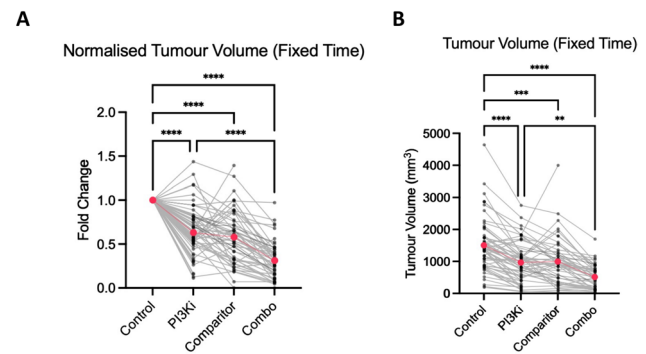 A
Normalised Tumour Volume (Fixed Time)
****
****
**** ****
2.0
1.5
1.0
0.5
0.0
Fold Change
Control PI3Ki Comparitor Combo
B
Tumour Volume (Fixed Time)
****
***
**** **
5000
4000
3000
2000
1000
0
Tumour Volume (mm³)
Control PI3Ki Comparitor Combo